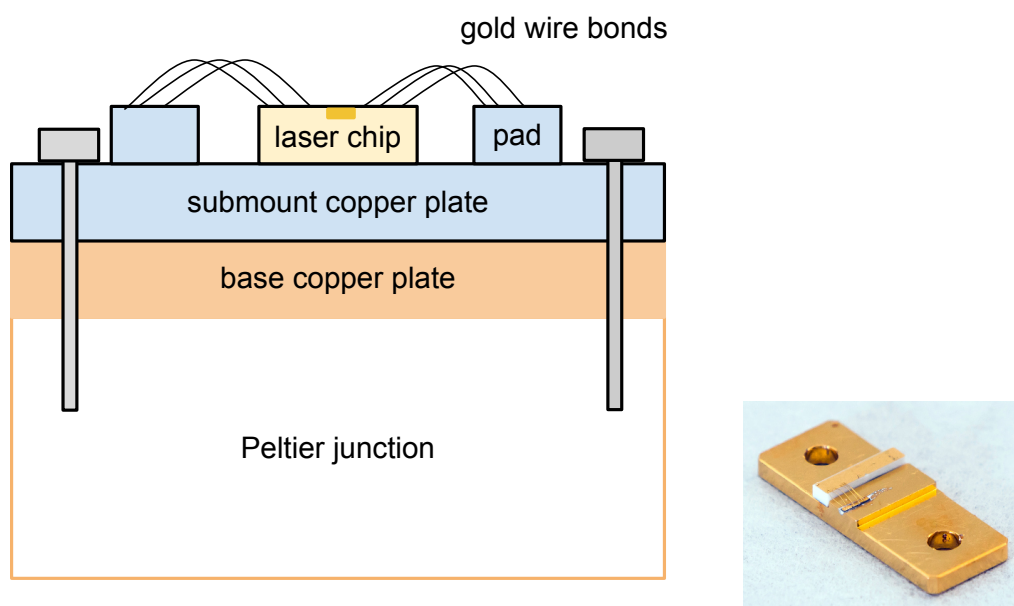 gold wire bonds
laser chip
pad
submount copper plate
base copper plate
Peltier junction